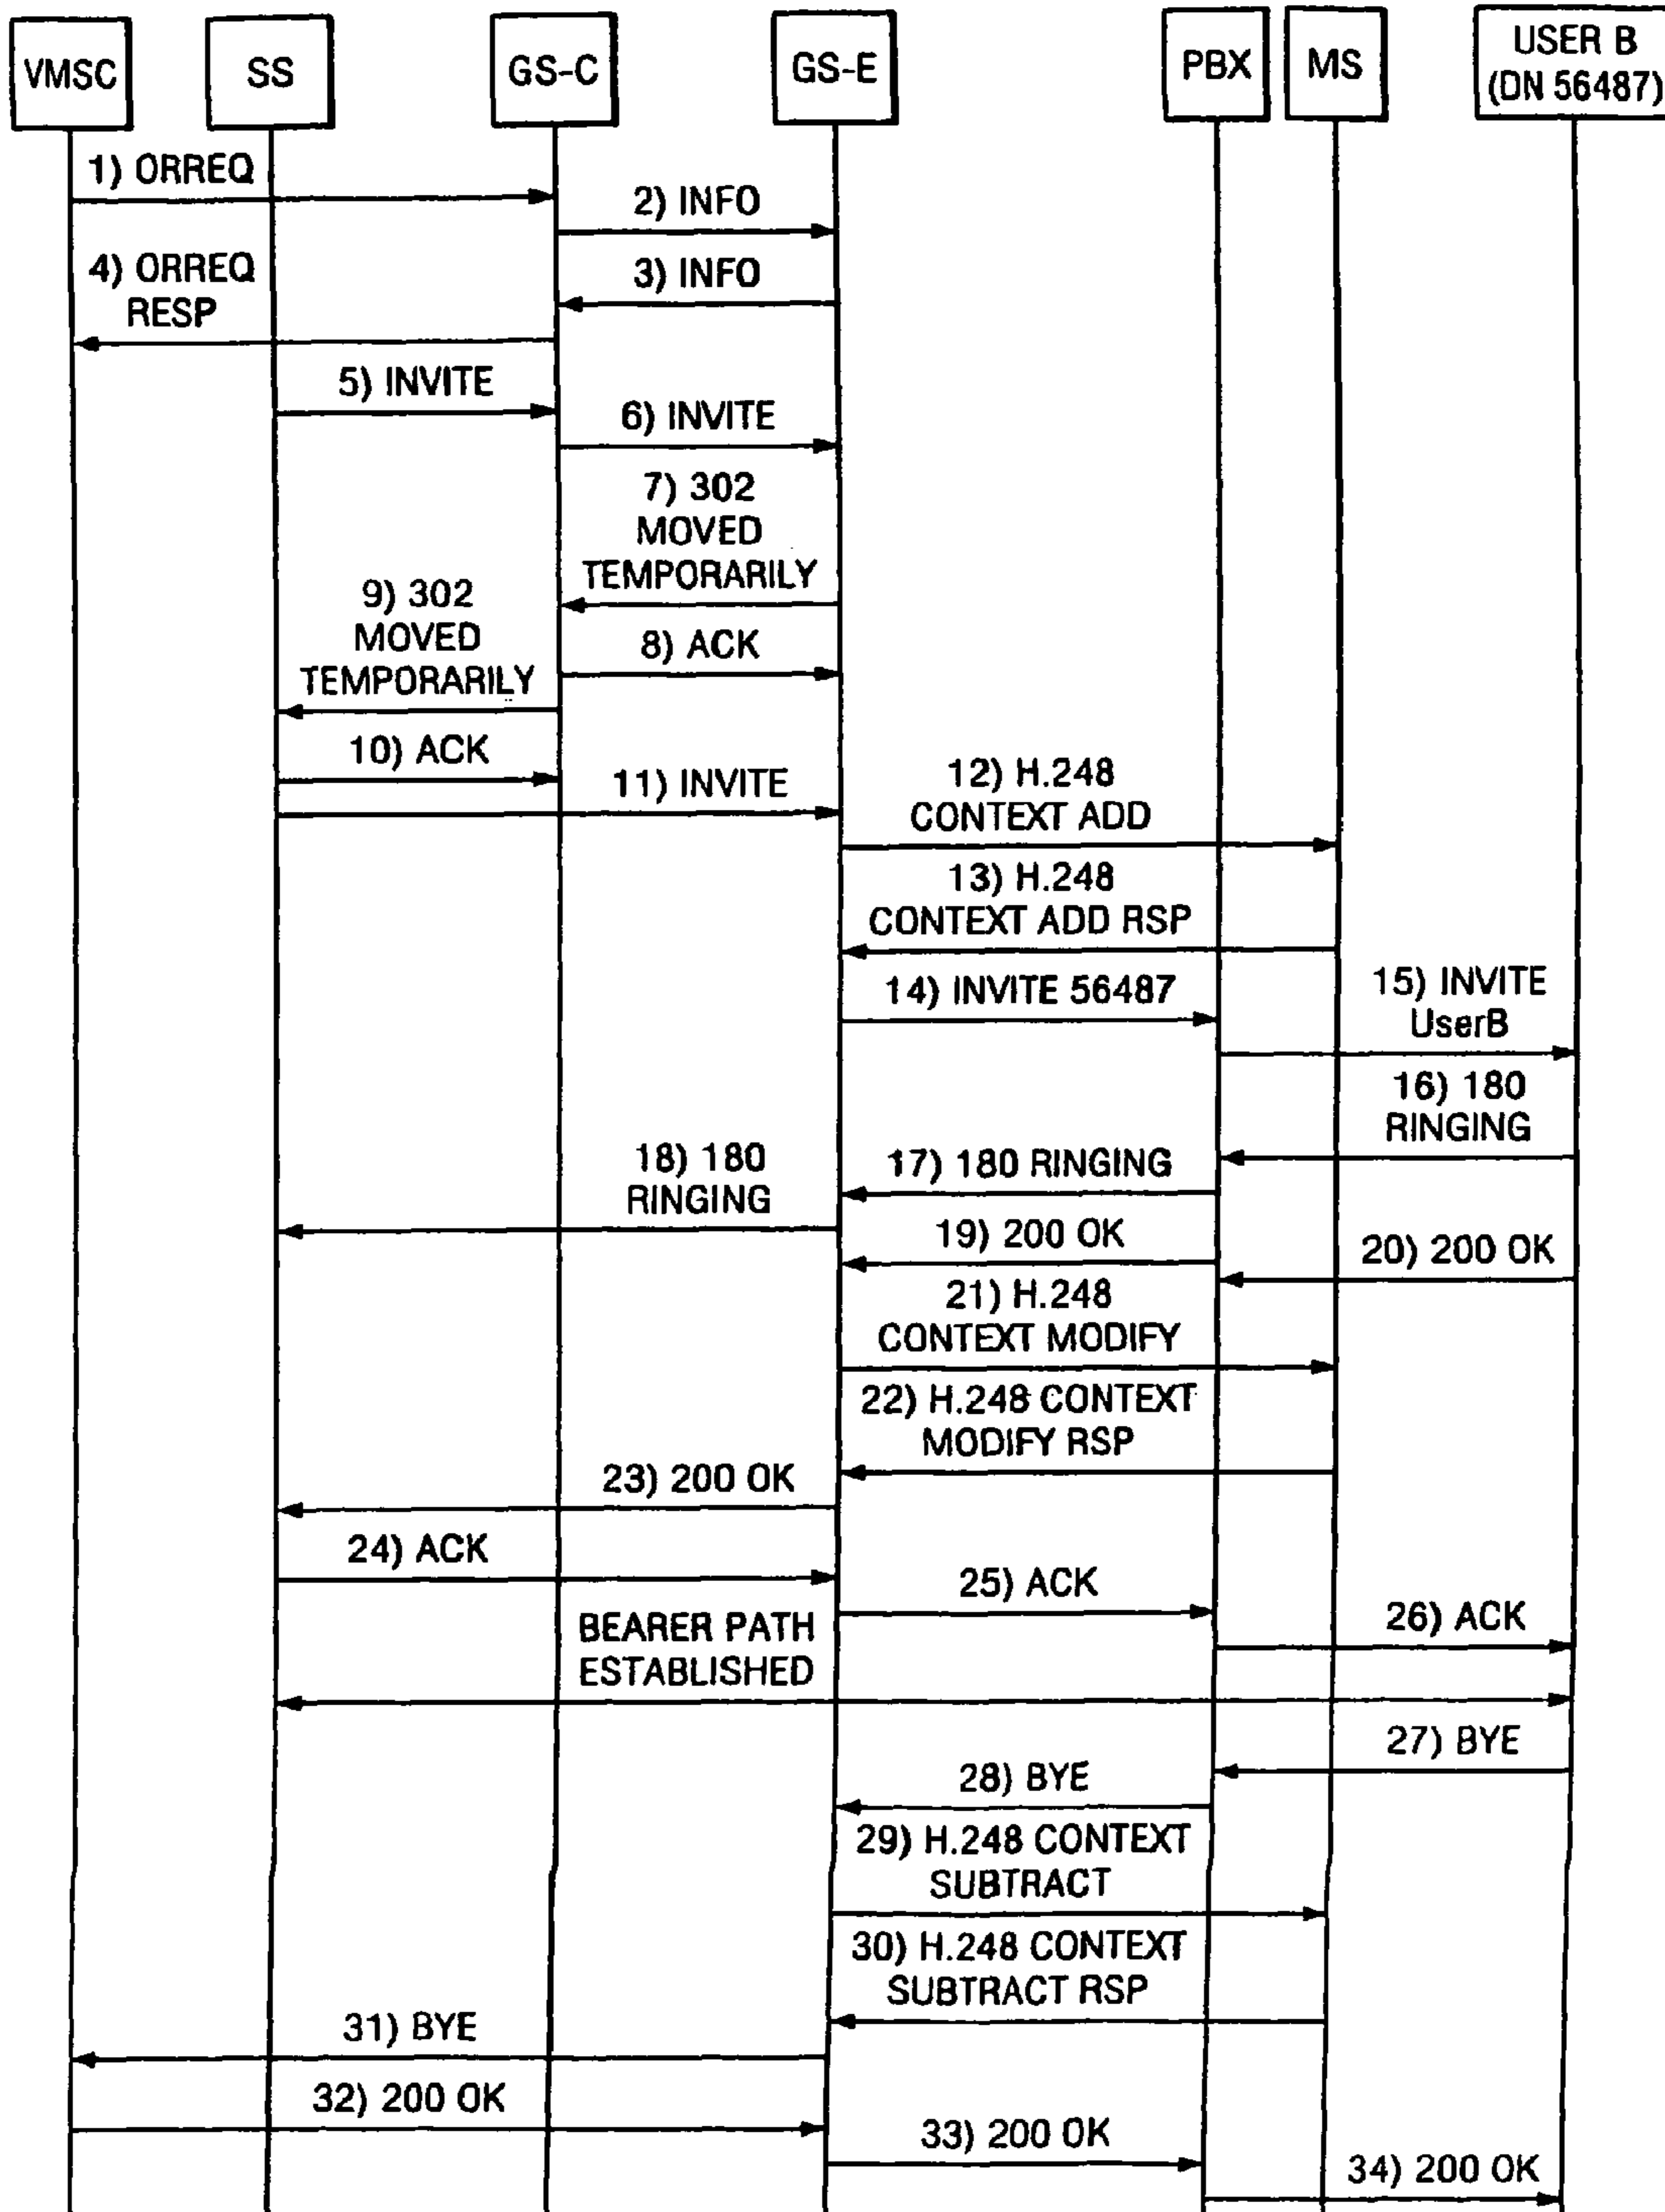 VMSC
SS
GS-C
GS-E
PBX
MS
USER B
(DN 56487)
1) ORREQ
2) INFO
4) ORREQ
RESP
3) INFO
5) INVITE
6) INVITE
7) 302
MOVED
TEMPORARILY
9) 302
MOVED
TEMPORARILY
8) ACK
10) ACK
11) INVITE
12) H.248
CONTEXT ADD
13) H.248
CONTEXT ADD RSP
14) INVITE 56487
15) INVITE
UserB
16) 180
RINGING
18) 180
RINGING
17) 180 RINGING
19) 200 OK
20) 200 OK
21) H.248
CONTEXT MODIFY
22) H.248 CONTEXT
MODIFY RSP
23) 200 OK
24) ACK
25) ACK
BEARER PATH
ESTABLISHED
26) ACK
27) BYE
28) BYE
29) H.248 CONTEXT
SUBTRACT
30) H.248 CONTEXT
SUBTRACT RSP
31) BYE
32) 200 OK
33) 200 OK
34) 200 OK